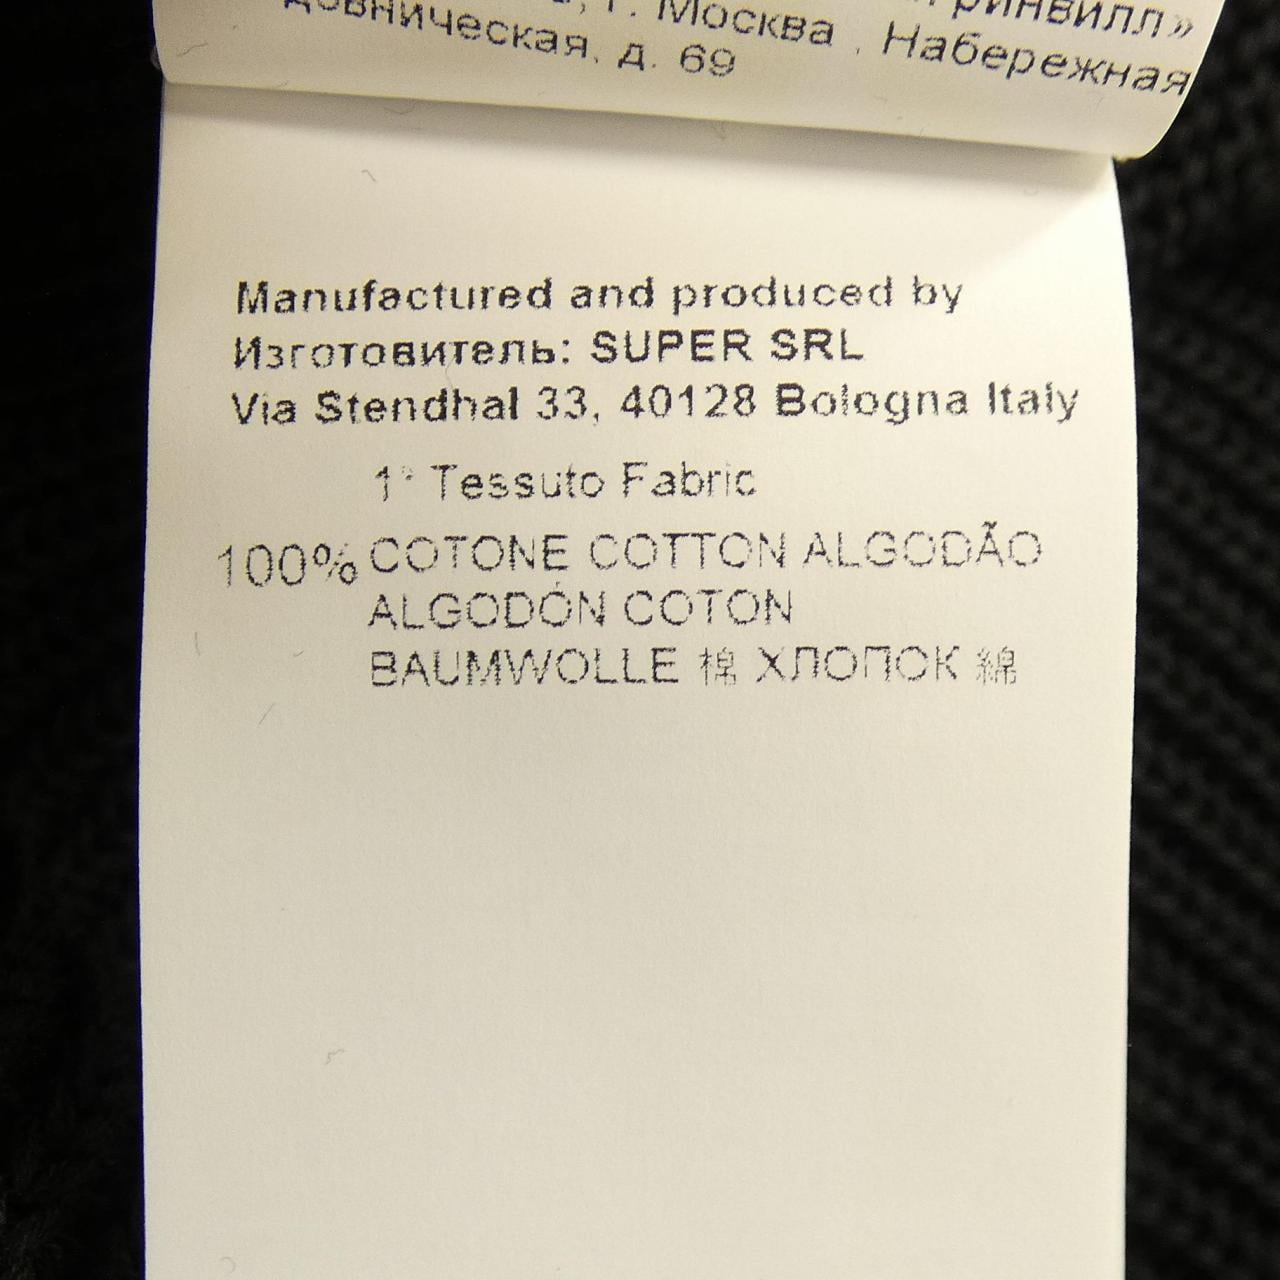 г. Москва , Набережная
д. 69
Manufactured and produced by
Изготовитель: SUPER SRL
Via Stendhal 33, 40128 Bologna Italy
1° Tessuto Fabric
100% COTONE COTTON ALGODÃO
ALGODÓN COTON
BAUMWOLLE 棉 ХЛОПОК 綿